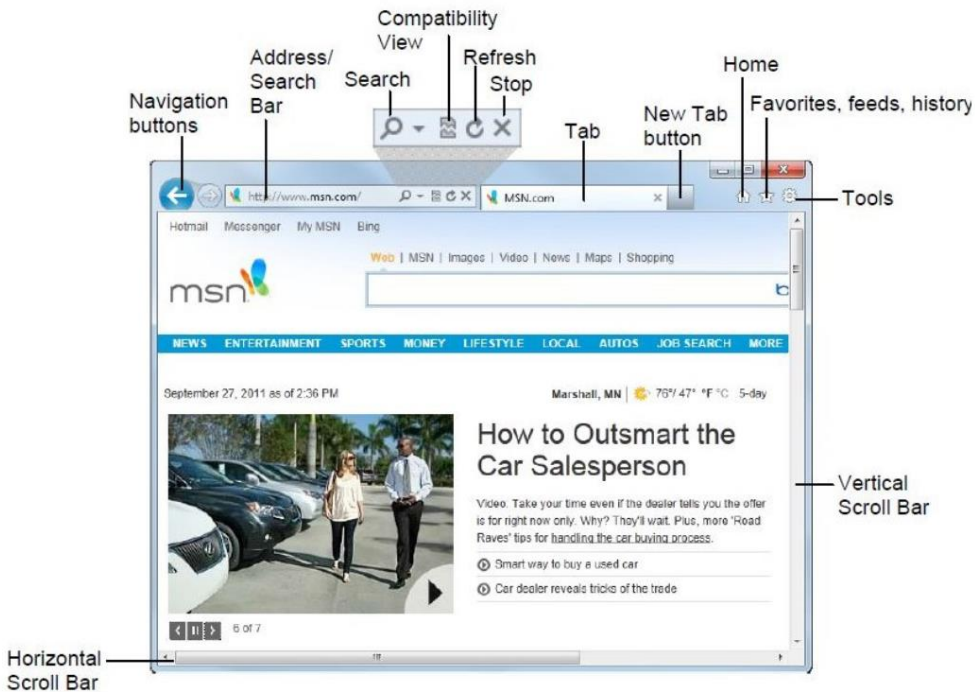 Compatibility
View
Address/
Search
Bar
Search
Refresh
Stop
Home
Navigation
buttons
New Tab
button
Favorites, feeds, history
Tab
http://www.msn.com/
MSN.com
Tools
Hotmail Messenger My MSN Bing
Web | MSN | Images | Video | News | Maps | Shopping
msn
b
NEWS ENTERTAINMENT SPORTS MONEY LIFESTYLE LOCAL AUTOS JOB SEARCH MORE
September 27, 2011 as of 2:36 PM
Marshall, MN | 76°/ 47° °F °C 5-day
How to Outsmart the
Car Salesperson
Video. Take your time even if the dealer tells you the offer
is for right now only. Why? They'll wait. Plus, more 'Road
Raves' tips for handling the car buying process.
Smart way to buy a used car
Car dealer reveals tricks of the trade
6 of 7
Vertical
Scroll Bar
Horizontal
Scroll Bar